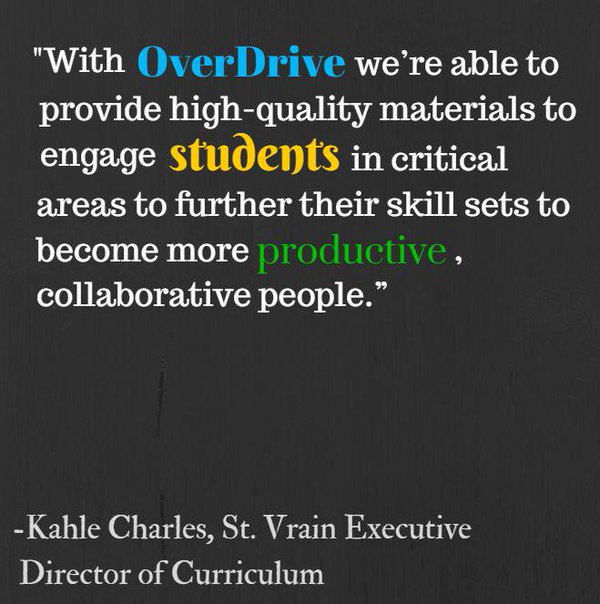 "With OverDrive we’re able to
provide high-quality materials to
engage students in critical
areas to further their skill sets to
become more productive ,
collaborative people.”
-Kahle Charles, St. Vrain Executive
Director of Curriculum